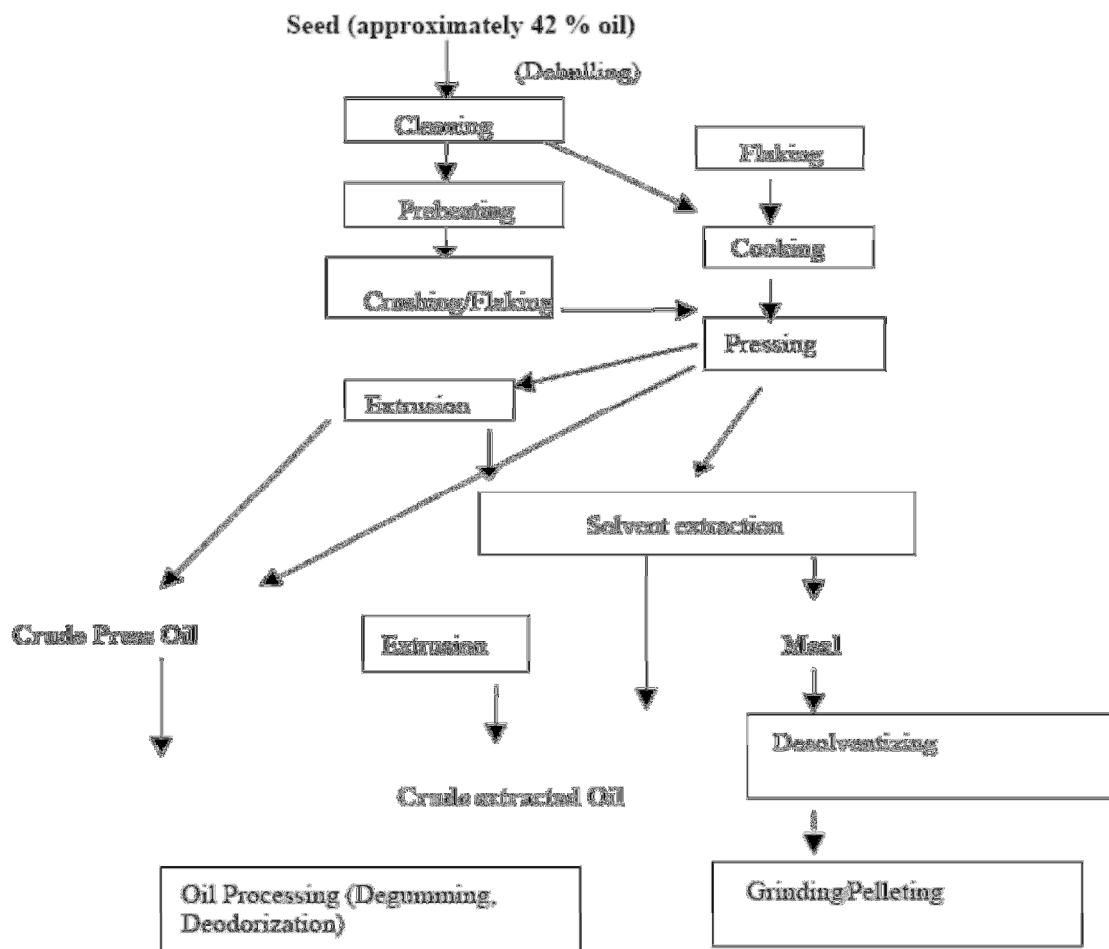 Seed (approximately 42 % oil)
(Dehulling)
Cleaning
Flaking
Preheating
Cooking
Crushing/Flaking
Pressing
Extrusion
Solvent extraction
Crude Press Oil
Extrusion
Meal
Desolventizing
Crude extracted Oil
Oil Processing (Degumming,
Deodorization)
Grinding/Pelleting